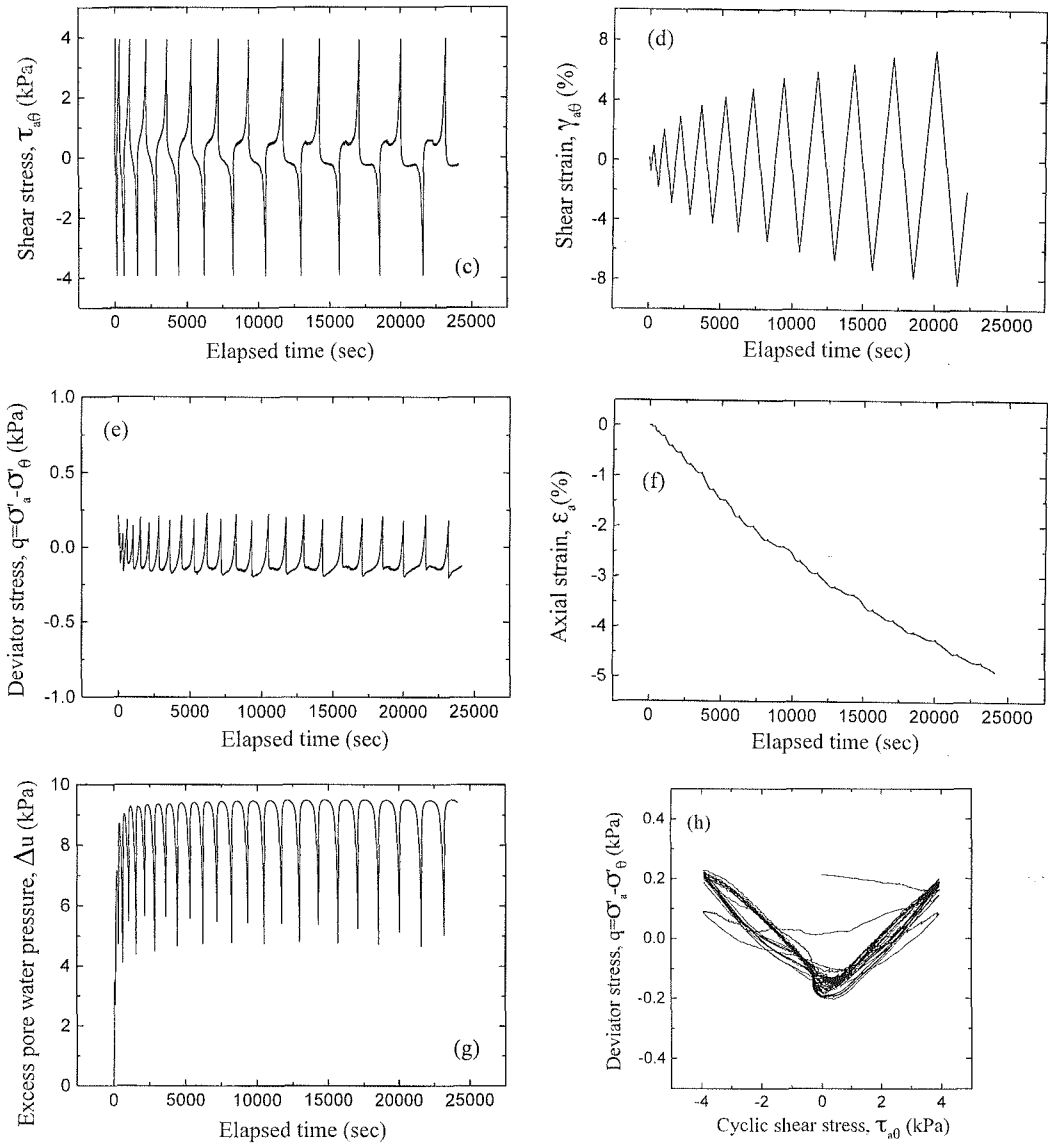 4
2
0
-2
-4
Shear stress, τaθ (kPa)
(c)
0 5000 10000 15000 20000 25000
Elapsed time (sec)
8
4
0
-4
-8
Shear strain, γaθ (%)
(d)
0 5000 10000 15000 20000 25000
Elapsed time (sec)
1.0
0.5
0.0
-0.5
-1.0
Deviator stress, q=σ'a-σ'θ (kPa)
(e)
0 5000 10000 15000 20000 25000
Elapsed time (sec)
0
-1
-2
-3
-4
-5
Axial strain, εa(%)
(f)
0 5000 10000 15000 20000 25000
Elapsed time (sec)
10
8
6
4
2
0
Excess pore water pressure, Δu (kPa)
(g)
0 5000 10000 15000 20000 25000
Elapsed time (sec)
0.4
0.2
0.0
-0.2
-0.4
Deviator stress, q=σ'a-σ'θ (kPa)
(h)
-4 -2 0 2 4
Cyclic shear stress, τaθ (kPa)